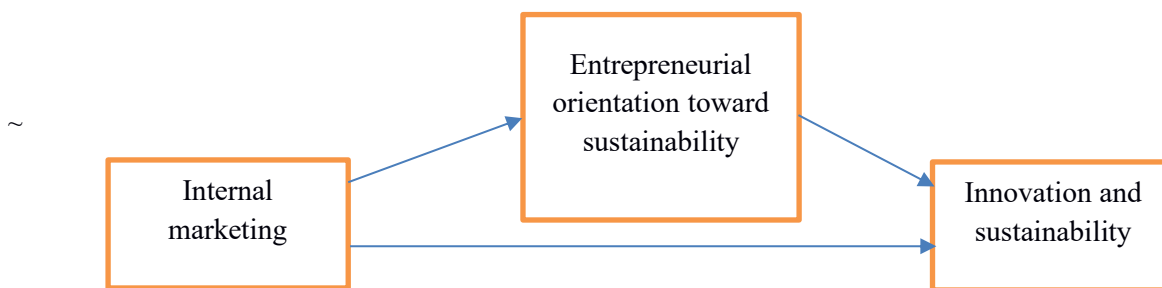 Entrepreneurial
orientation toward
sustainability
~
Internal
marketing
Innovation and
sustainability